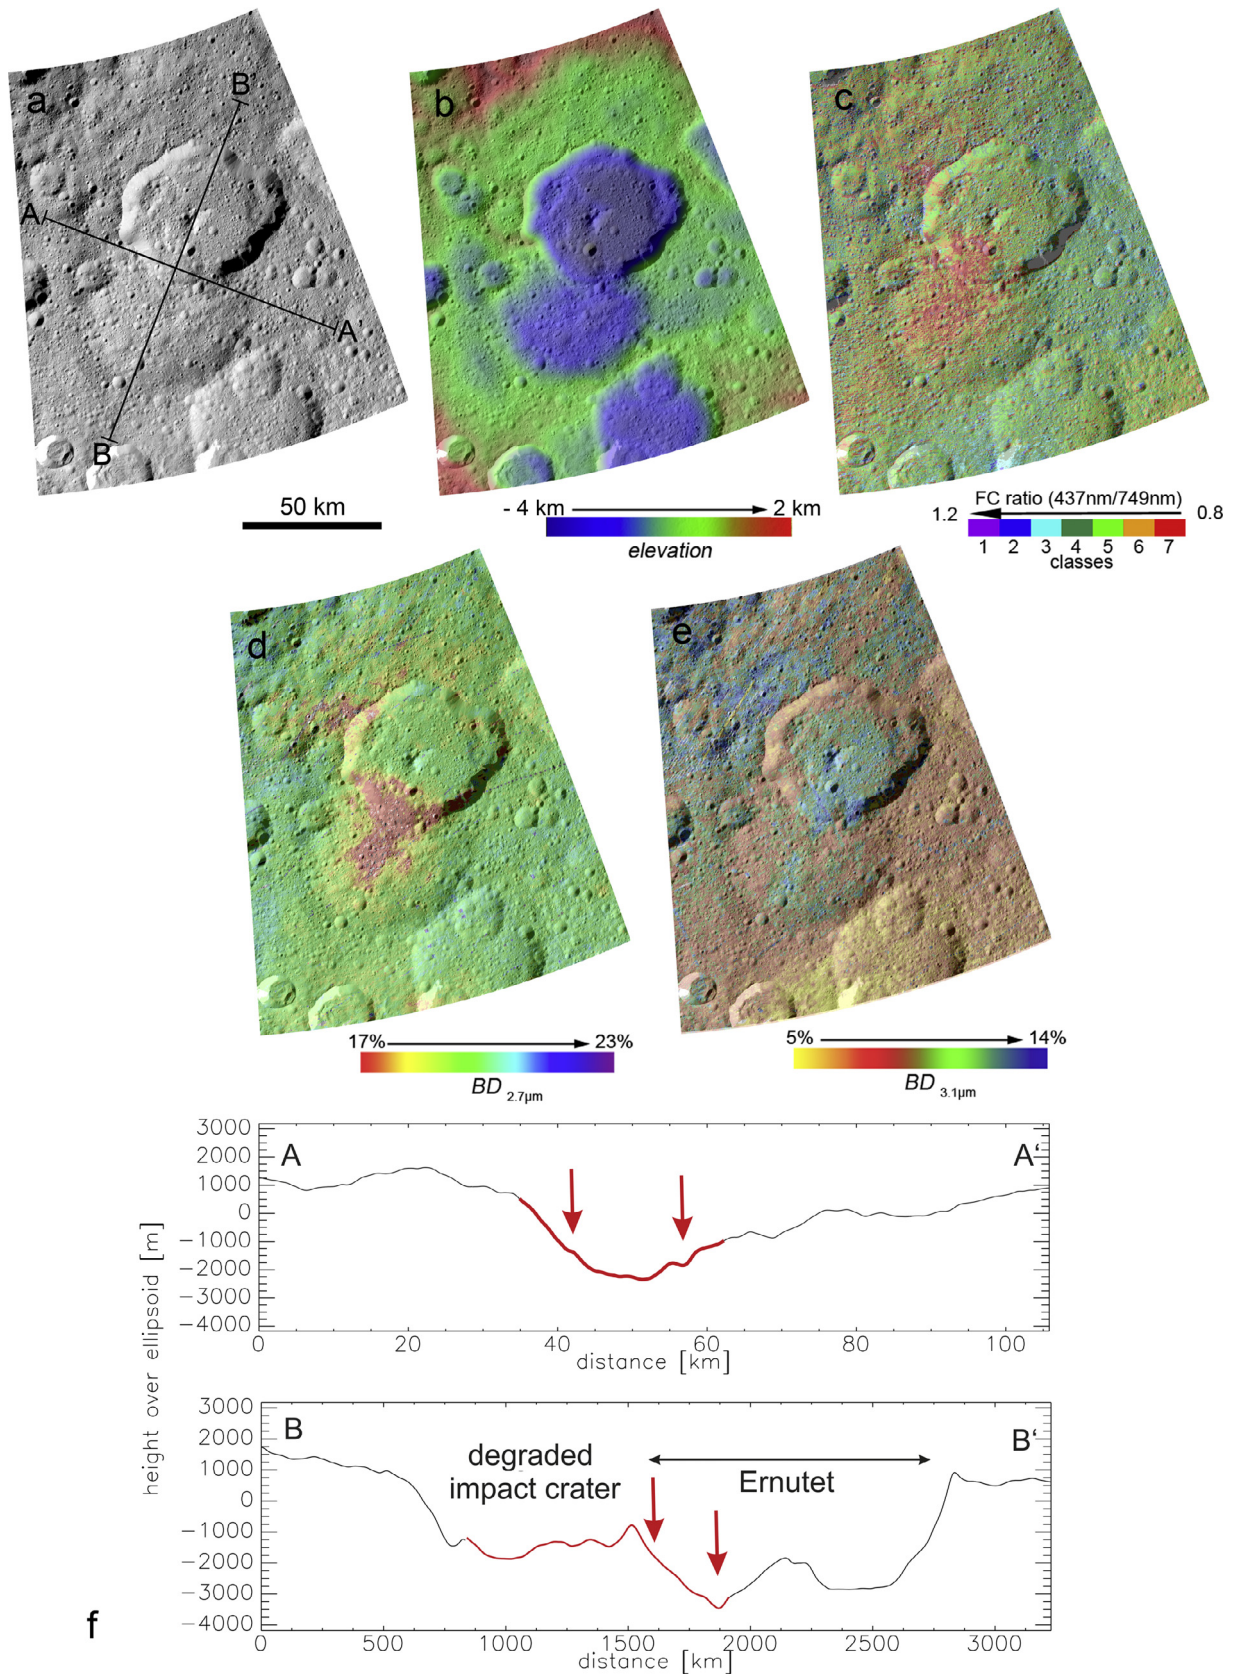 a
B'
A
A'
B
50 km
b
- 4 km 2 km
elevation
c
FC ratio (437nm/749nm)
1.2 0.8
1 2 3 4 5 6 7
classes
d
17% 23%
BD 2.7µm
e
5% 14%
BD 3.1µm
height over ellipsoid [m]
A A'
3000
2000
1000
0
−1000
−2000
−3000
−4000
0 20 40 60 80 100
distance [km]
B B'
degraded
impact crater
Ernutet
3000
2000
1000
0
−1000
−2000
−3000
−4000
0 500 1000 1500 2000 2500 3000
distance [km]
f